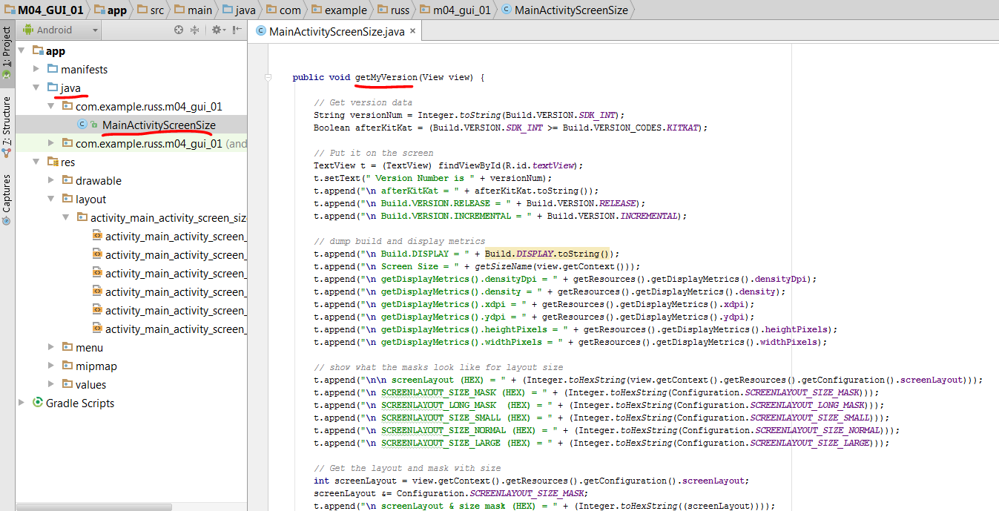 M04_GUI_01 app src main java com example russ m04_gui_01 MainActivityScreenSize
1: Project
7: Structure
Captures
Android
app
manifests
java
com.example.russ.m04_gui_01
MainActivityScreenSize
com.example.russ.m04_gui_01 (and
res
drawable
layout
activity_main_activity_screen_siz
activity_main_activity_screen_
activity_main_activity_screen_
activity_main_activity_screen_
activity_main_activity_screen_
activity_main_activity_screen_
activity_main_activity_screen_
menu
mipmap
values
Gradle Scripts
MainActivityScreenSize.java
public void getMyVersion(View view) {
// Get version data
String versionNum = Integer.toString(Build.VERSION.SDK_INT);
Boolean afterKitKat = (Build.VERSION.SDK_INT >= Build.VERSION_CODES.KITKAT);
// Put it on the screen
TextView t = (TextView) findViewById(R.id.textView);
t.setText(" Version Number is " + versionNum);
t.append("\n afterKitKat = " + afterKitKat.toString());
t.append("\n Build.VERSION.RELEASE = " + Build.VERSION.RELEASE);
t.append("\n Build.VERSION.INCREMENTAL = " + Build.VERSION.INCREMENTAL);
// dump build and display metrics
t.append("\n Build.DISPLAY = " + Build.DISPLAY.toString());
t.append("\n Screen Size = " + getSizeName(view.getContext()));
t.append("\n getDisplayMetrics().densityDpi = " + getResources().getDisplayMetrics().densityDpi);
t.append("\n getDisplayMetrics().density = " + getResources().getDisplayMetrics().density);
t.append("\n getDisplayMetrics().xdpi = " + getResources().getDisplayMetrics().xdpi);
t.append("\n getDisplayMetrics().ydpi = " + getResources().getDisplayMetrics().ydpi);
t.append("\n getDisplayMetrics().heightPixels = " + getResources().getDisplayMetrics().heightPixels);
t.append("\n getDisplayMetrics().widthPixels = " + getResources().getDisplayMetrics().widthPixels);
// show what the masks look like for layout size
t.append("\n\n screenLayout (HEX) = " + (Integer.toHexString(view.getContext().getResources().getConfiguration().screenLayout)));
t.append("\n SCREENLAYOUT_SIZE_MASK (HEX) = " + (Integer.toHexString(Configuration.SCREENLAYOUT_SIZE_MASK)));
t.append("\n SCREENLAYOUT_LONG_MASK  (HEX) = " + (Integer.toHexString(Configuration.SCREENLAYOUT_LONG_MASK)));
t.append("\n SCREENLAYOUT_SIZE_SMALL (HEX) = " + (Integer.toHexString(Configuration.SCREENLAYOUT_SIZE_SMALL)));
t.append("\n SCREENLAYOUT_SIZE_NORMAL (HEX) = " + (Integer.toHexString(Configuration.SCREENLAYOUT_SIZE_NORMAL)));
t.append("\n SCREENLAYOUT_SIZE_LARGE (HEX) = " + (Integer.toHexString(Configuration.SCREENLAYOUT_SIZE_LARGE)));
// Get the layout and mask with size
int screenLayout = view.getContext().getResources().getConfiguration().screenLayout;
screenLayout &= Configuration.SCREENLAYOUT_SIZE_MASK;
t.append("\n screenLayout & size mask (HEX) = " + (Integer.toHexString((screenLayout))));